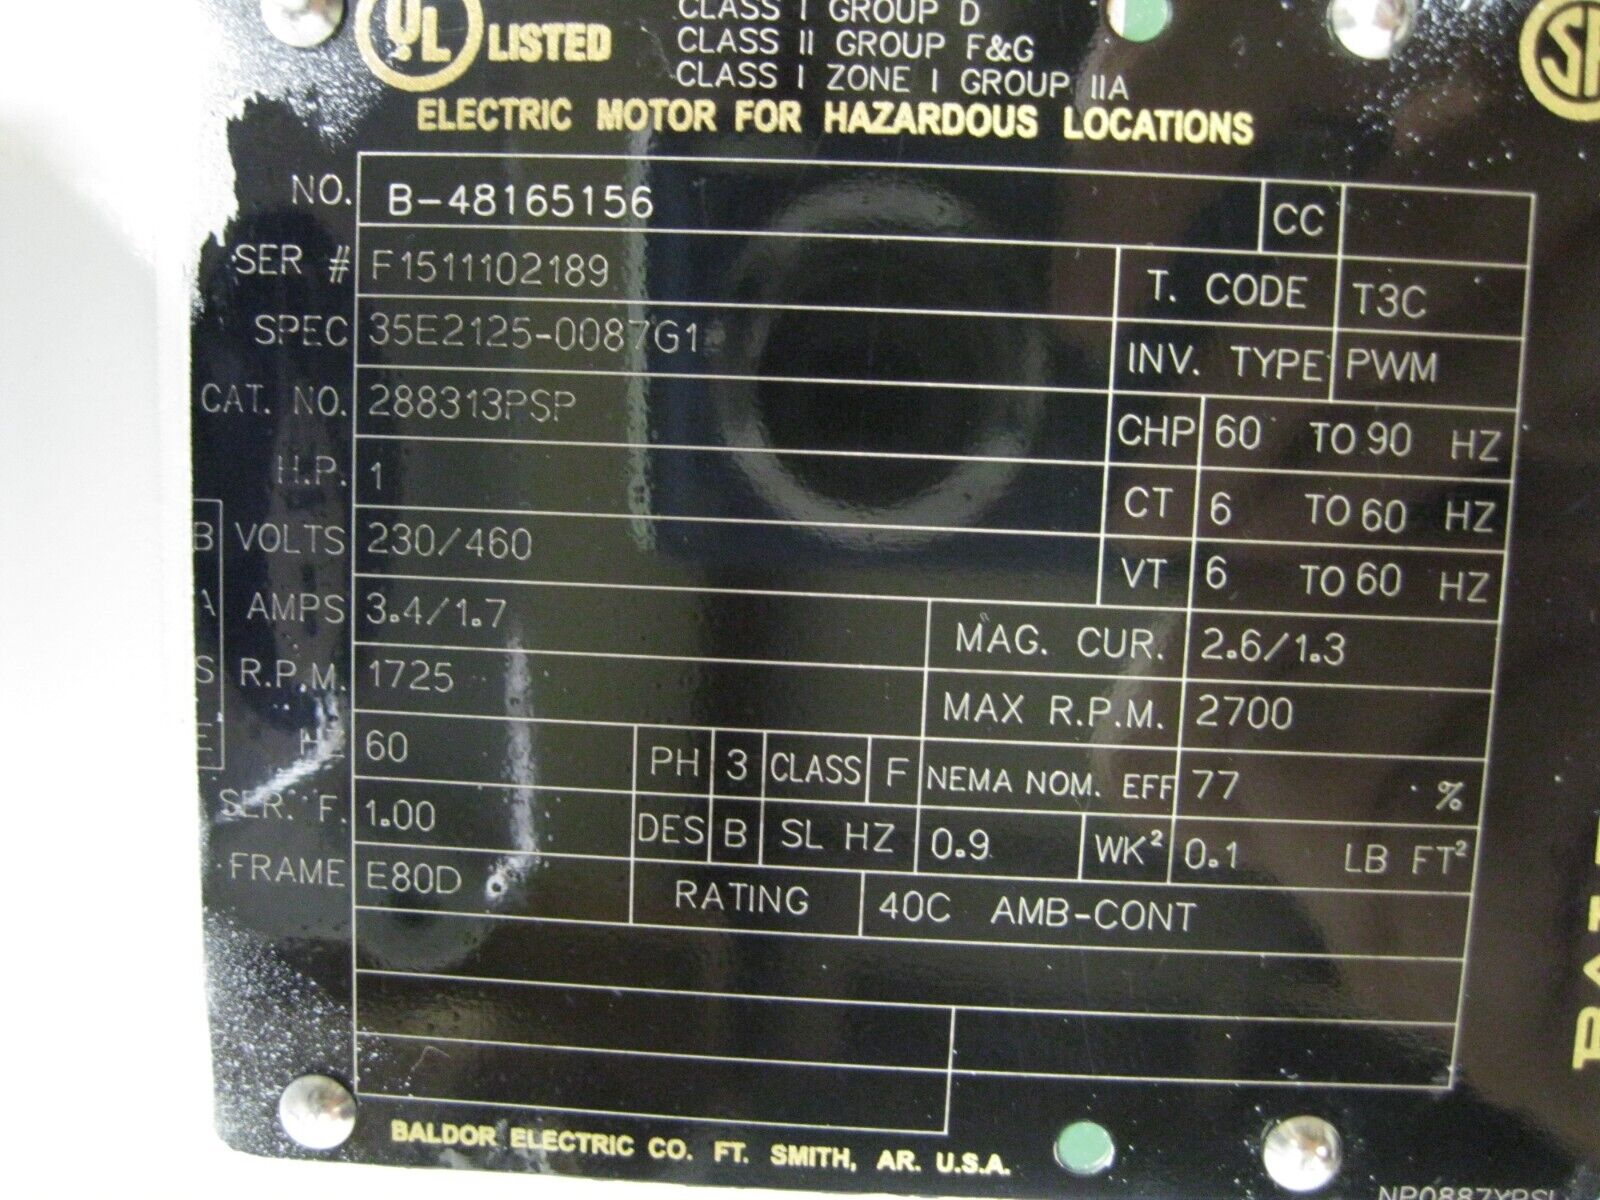 UL LISTED
CLASS I GROUP D
CLASS II GROUP F&G
CLASS I ZONE I GROUP IIA
ELECTRIC MOTOR FOR HAZARDOUS LOCATIONS
NO. B-48165156 CC
SER # F1511102189 T. CODE T3C
SPEC 35E2125-0087G1 INV. TYPE PWM
CAT. NO. 288313PSP CHP 60 TO 90 HZ
H.P. 1 CT 6 TO 60 HZ
VOLTS 230/460 VT 6 TO 60 HZ
AMPS 3.4/1.7 MAG. CUR. 2.6/1.3
R.P.M. 1725 MAX R.P.M. 2700
HZ 60 PH 3 CLASS F NEMA NOM. EFF 77 %
SER. F. 1.00 DES B SL HZ 0.9 WK² 0.1 LB FT²
FRAME E80D RATING 40C AMB-CONT
BALDOR ELECTRIC CO. FT. SMITH, AR. U.S.A.